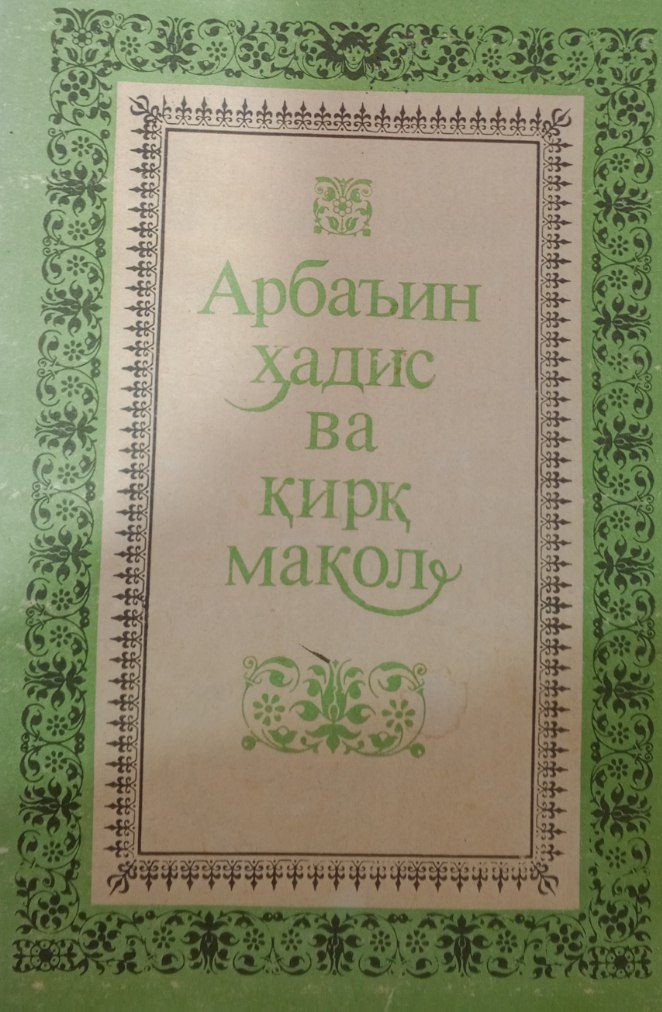 Арбаъин
ҳадис
ва
қирқ
мақол